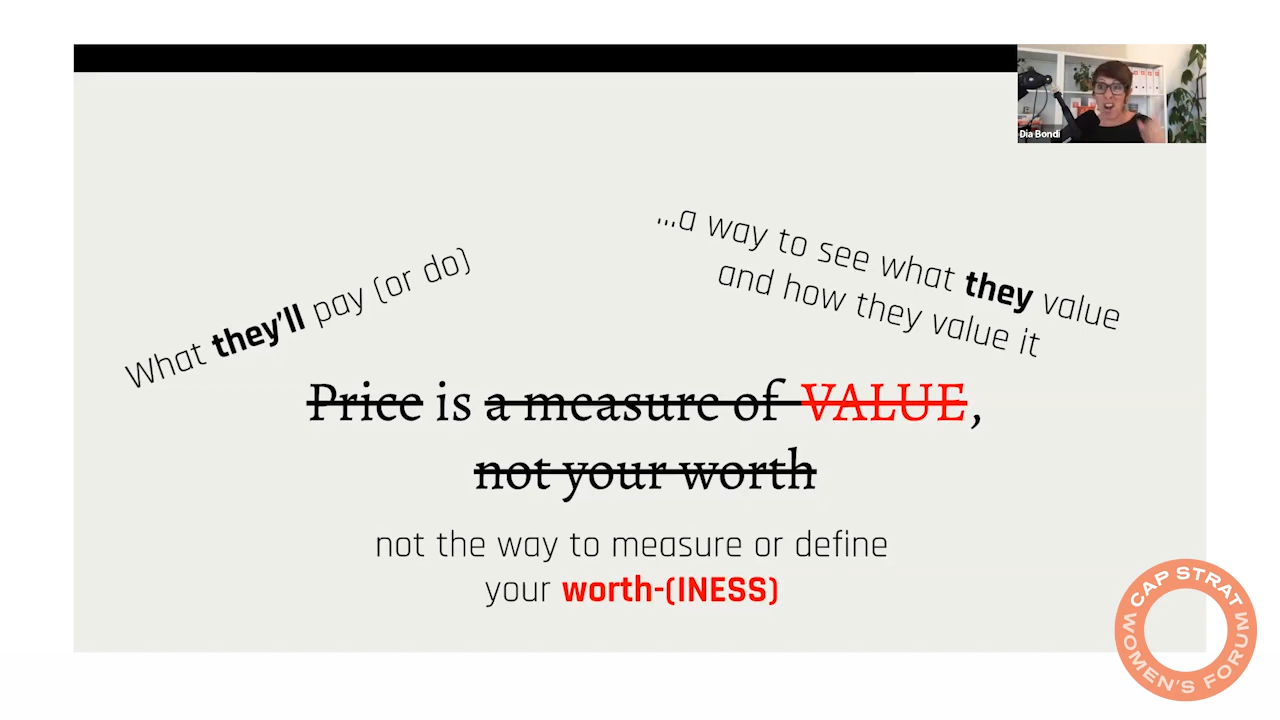 Dia Bondi
...a way to see what they value
and how they value it
What they'll pay (or do)
Price is a measure of VALUE,
not your worth
not the way to measure or define
your worth-(INESS)
CAP STRAT
WOMEN'S FORUM